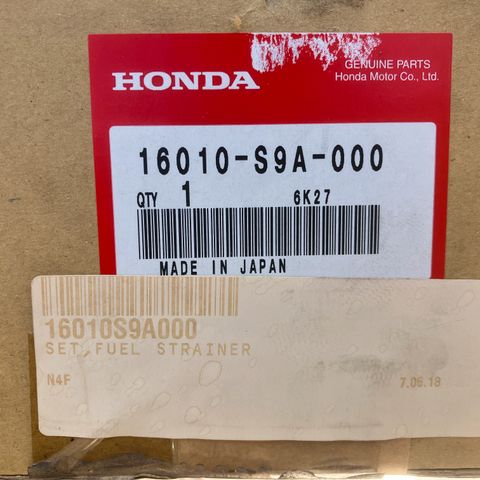 GENUINE PARTS
HONDA Honda Motor Co., Ltd.
16010-S9A-000
QTY 1 6K27
MADE IN JAPAN
16010S9A000
SET,FUEL STRAINER
N4F 7.06.18